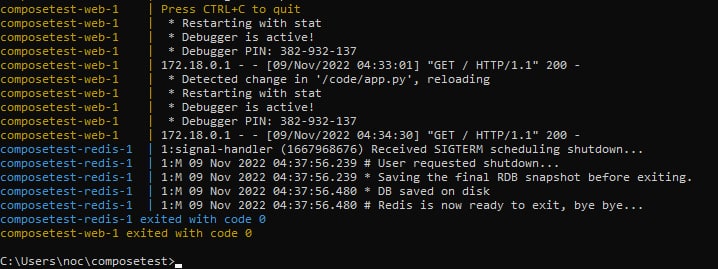 composetest-web-1    | Press CTRL+C to quit
composetest-web-1    |  * Restarting with stat
composetest-web-1    |  * Debugger is active!
composetest-web-1    |  * Debugger PIN: 382-932-137
composetest-web-1    | 172.18.0.1 - - [09/Nov/2022 04:33:01] "GET / HTTP/1.1" 200 -
composetest-web-1    |  * Detected change in '/code/app.py', reloading
composetest-web-1    |  * Restarting with stat
composetest-web-1    |  * Debugger is active!
composetest-web-1    |  * Debugger PIN: 382-932-137
composetest-web-1    | 172.18.0.1 - - [09/Nov/2022 04:34:30] "GET / HTTP/1.1" 200 -
composetest-redis-1  | 1:signal-handler (1667968676) Received SIGTERM scheduling shutdown...
composetest-redis-1  | 1:M 09 Nov 2022 04:37:56.239 # User requested shutdown...
composetest-redis-1  | 1:M 09 Nov 2022 04:37:56.239 * Saving the final RDB snapshot before exiting.
composetest-redis-1  | 1:M 09 Nov 2022 04:37:56.480 * DB saved on disk
composetest-redis-1  | 1:M 09 Nov 2022 04:37:56.480 # Redis is now ready to exit, bye bye...
composetest-redis-1 exited with code 0
composetest-web-1 exited with code 0
C:\Users\noc\composetest>